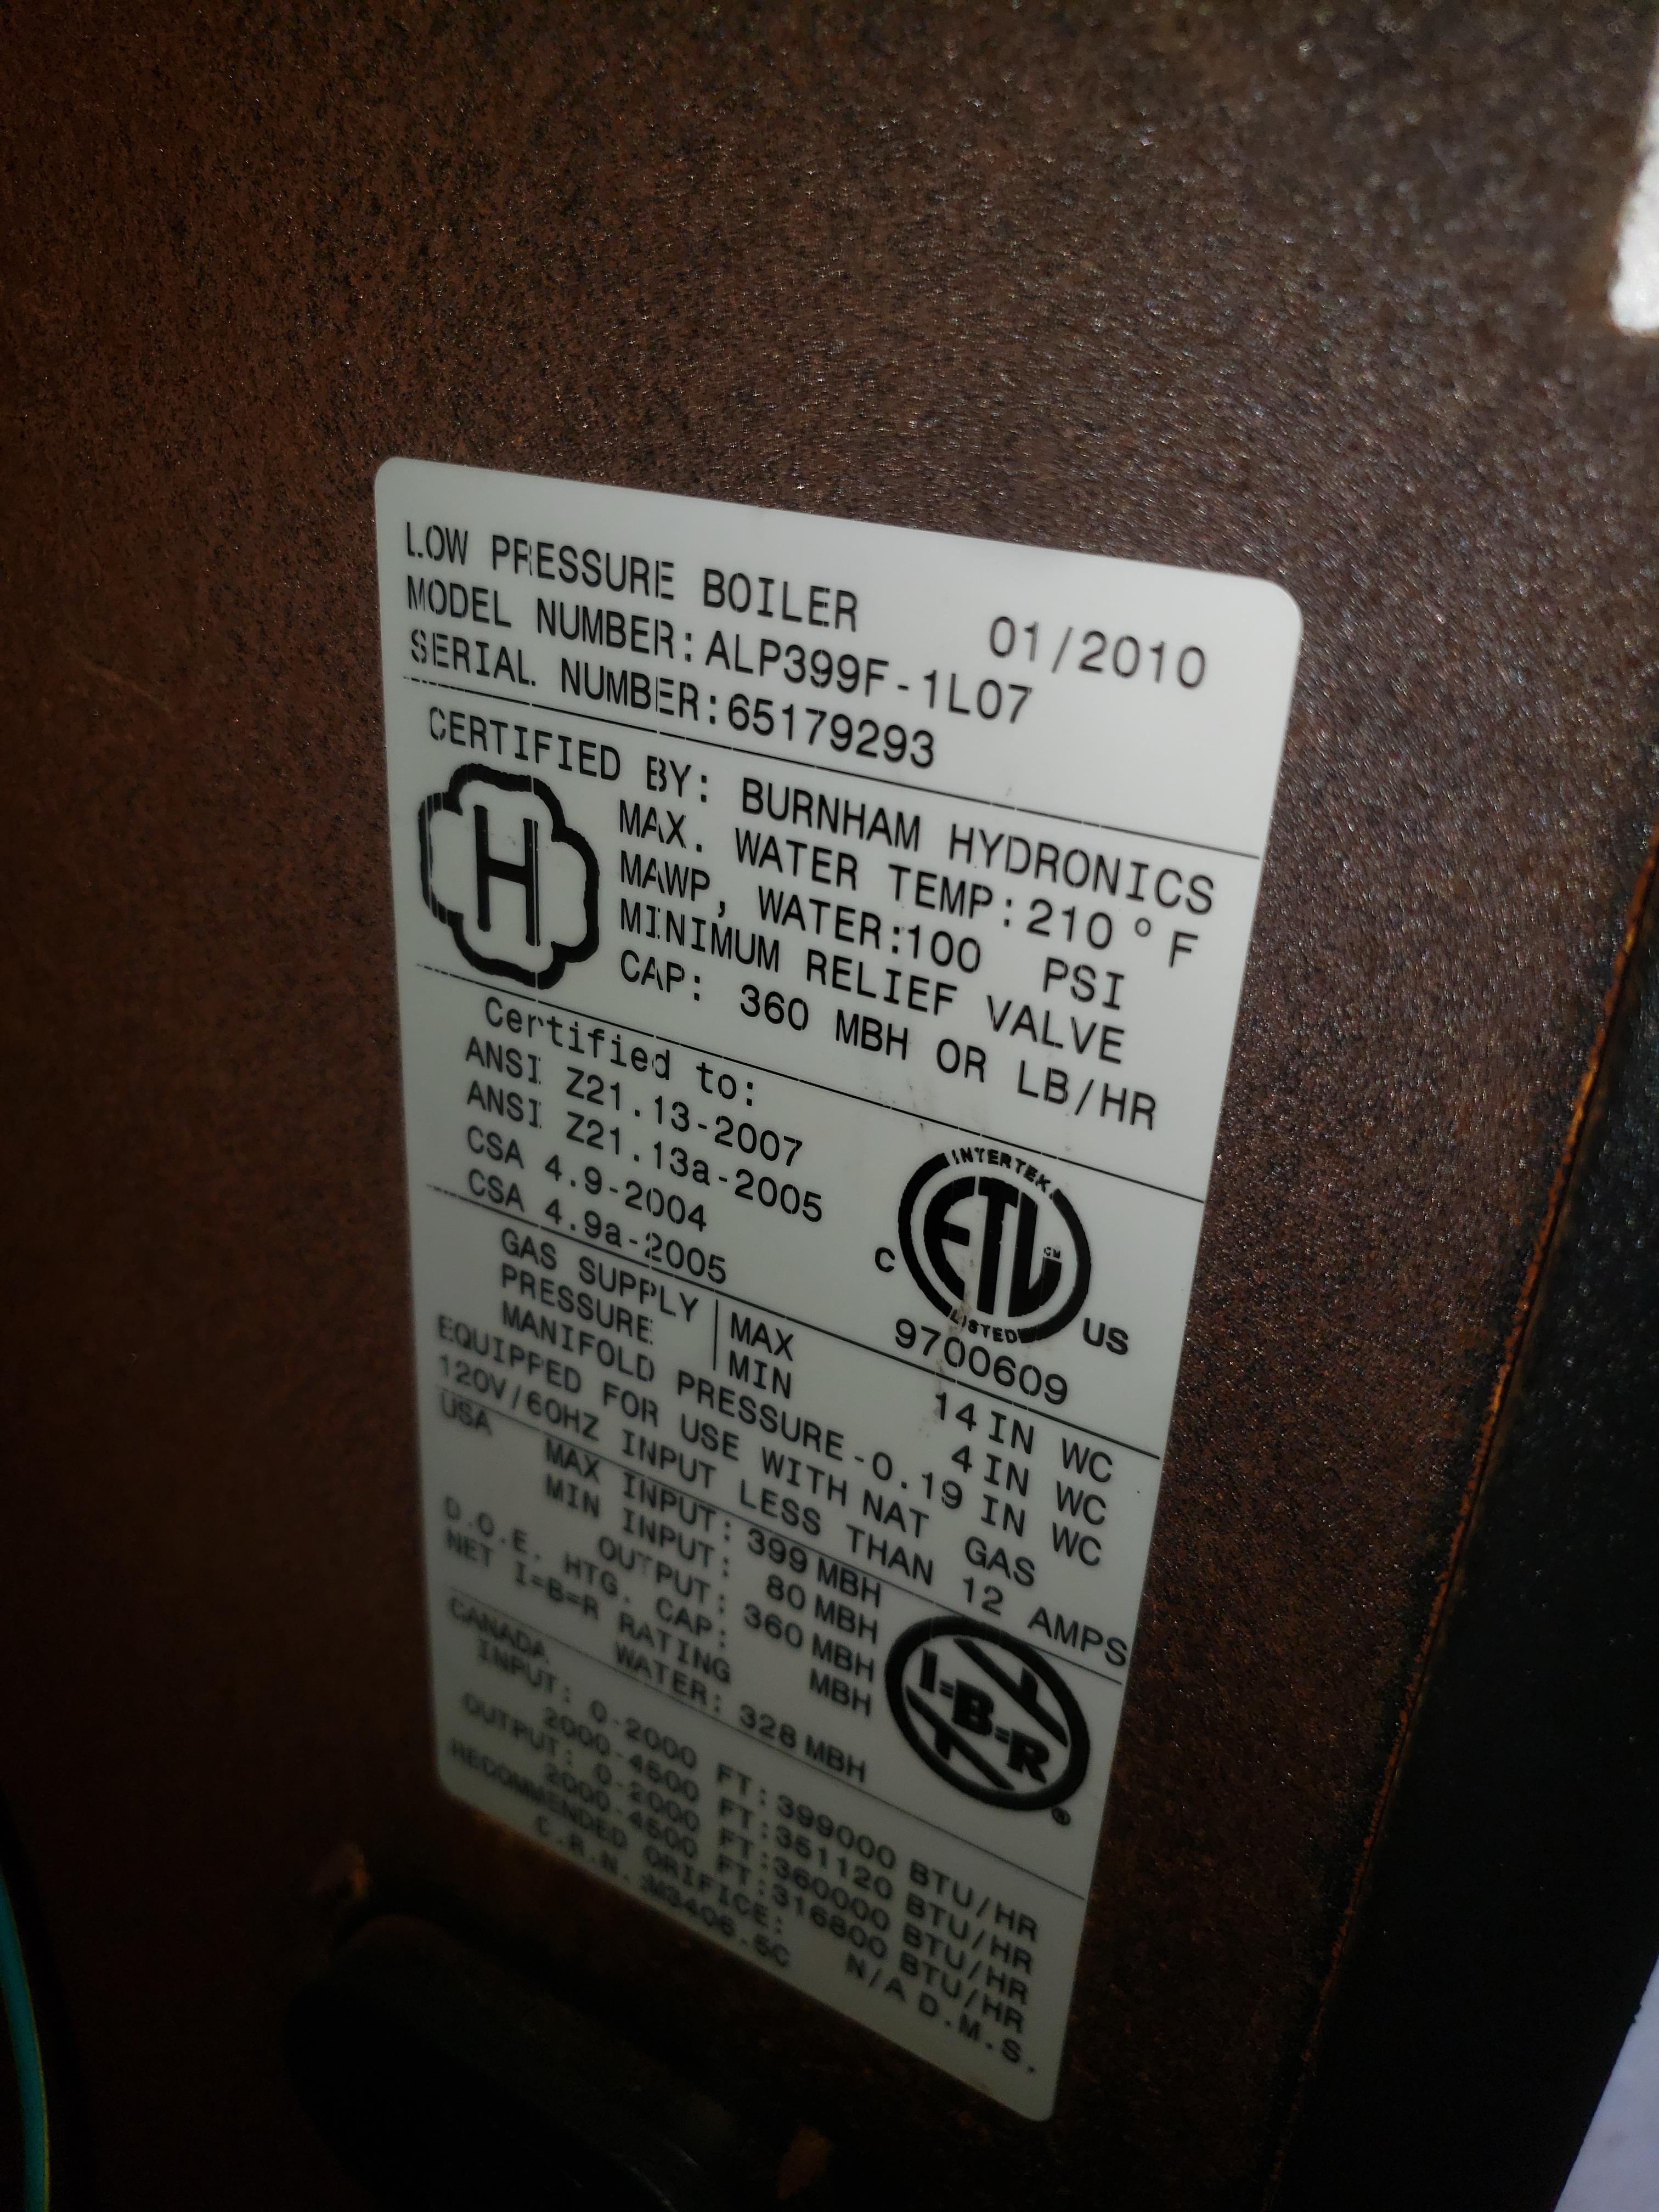 LOW PRESSURE BOILER 01/2010
MODEL NUMBER:ALP399F-1L07
SERIAL NUMBER:65179293
CERTIFIED BY: BURNHAM HYDRONICS
H
MAX. WATER TEMP:210°F
MAWP, WATER:100 PSI
MINIMUM RELIEF VALVE
CAP: 360 MBH OR LB/HR
Certified to:
ANSI Z21.13-2007
ANSI Z21.13a-2005
CSA 4.9-2004
CSA 4.9a-2005
INTERTEK
C ETL CM US
LISTED
9700609
GAS SUPPLY MAX 14 IN WC
PRESSURE MIN 4 IN WC
MANIFOLD PRESSURE -0.19 IN WC
EQUIPPED FOR USE WITH NAT GAS
120V/60HZ INPUT LESS THAN 12 AMPS
USA
MAX INPUT: 399 MBH
MIN INPUT: 80 MBH
OUTPUT: 360 MBH
D.O.E. HTG. CAP: MBH
NET I=B=R RATING
WATER: 328 MBH
I=B=R ®
CANADA
INPUT: 0-2000 FT:399000 BTU/HR
2000-4500 FT:351120 BTU/HR
OUTPUT: 0-2000 FT:360000 BTU/HR
2000-4500 FT:316800 BTU/HR
RECOMMENDED ORIFICE: N/A D.M.S.
C.R.N. M3406.5C